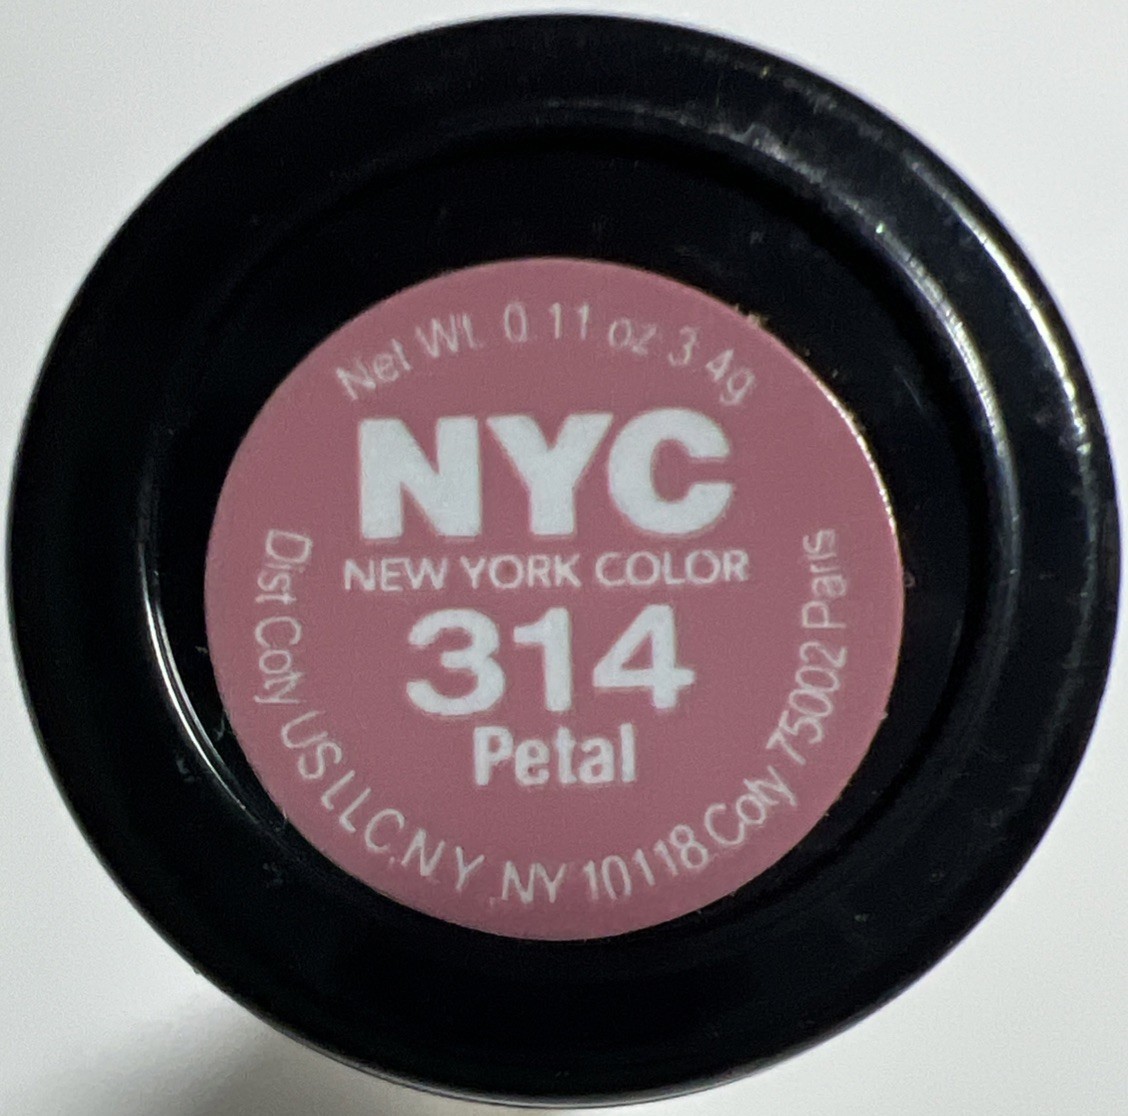 Net Wt. 0.11 oz 3.4g
NYC
NEW YORK COLOR
314
Petal
Dist Coty US LLC,N.Y.,NY 10118.Coty 75002 Paris